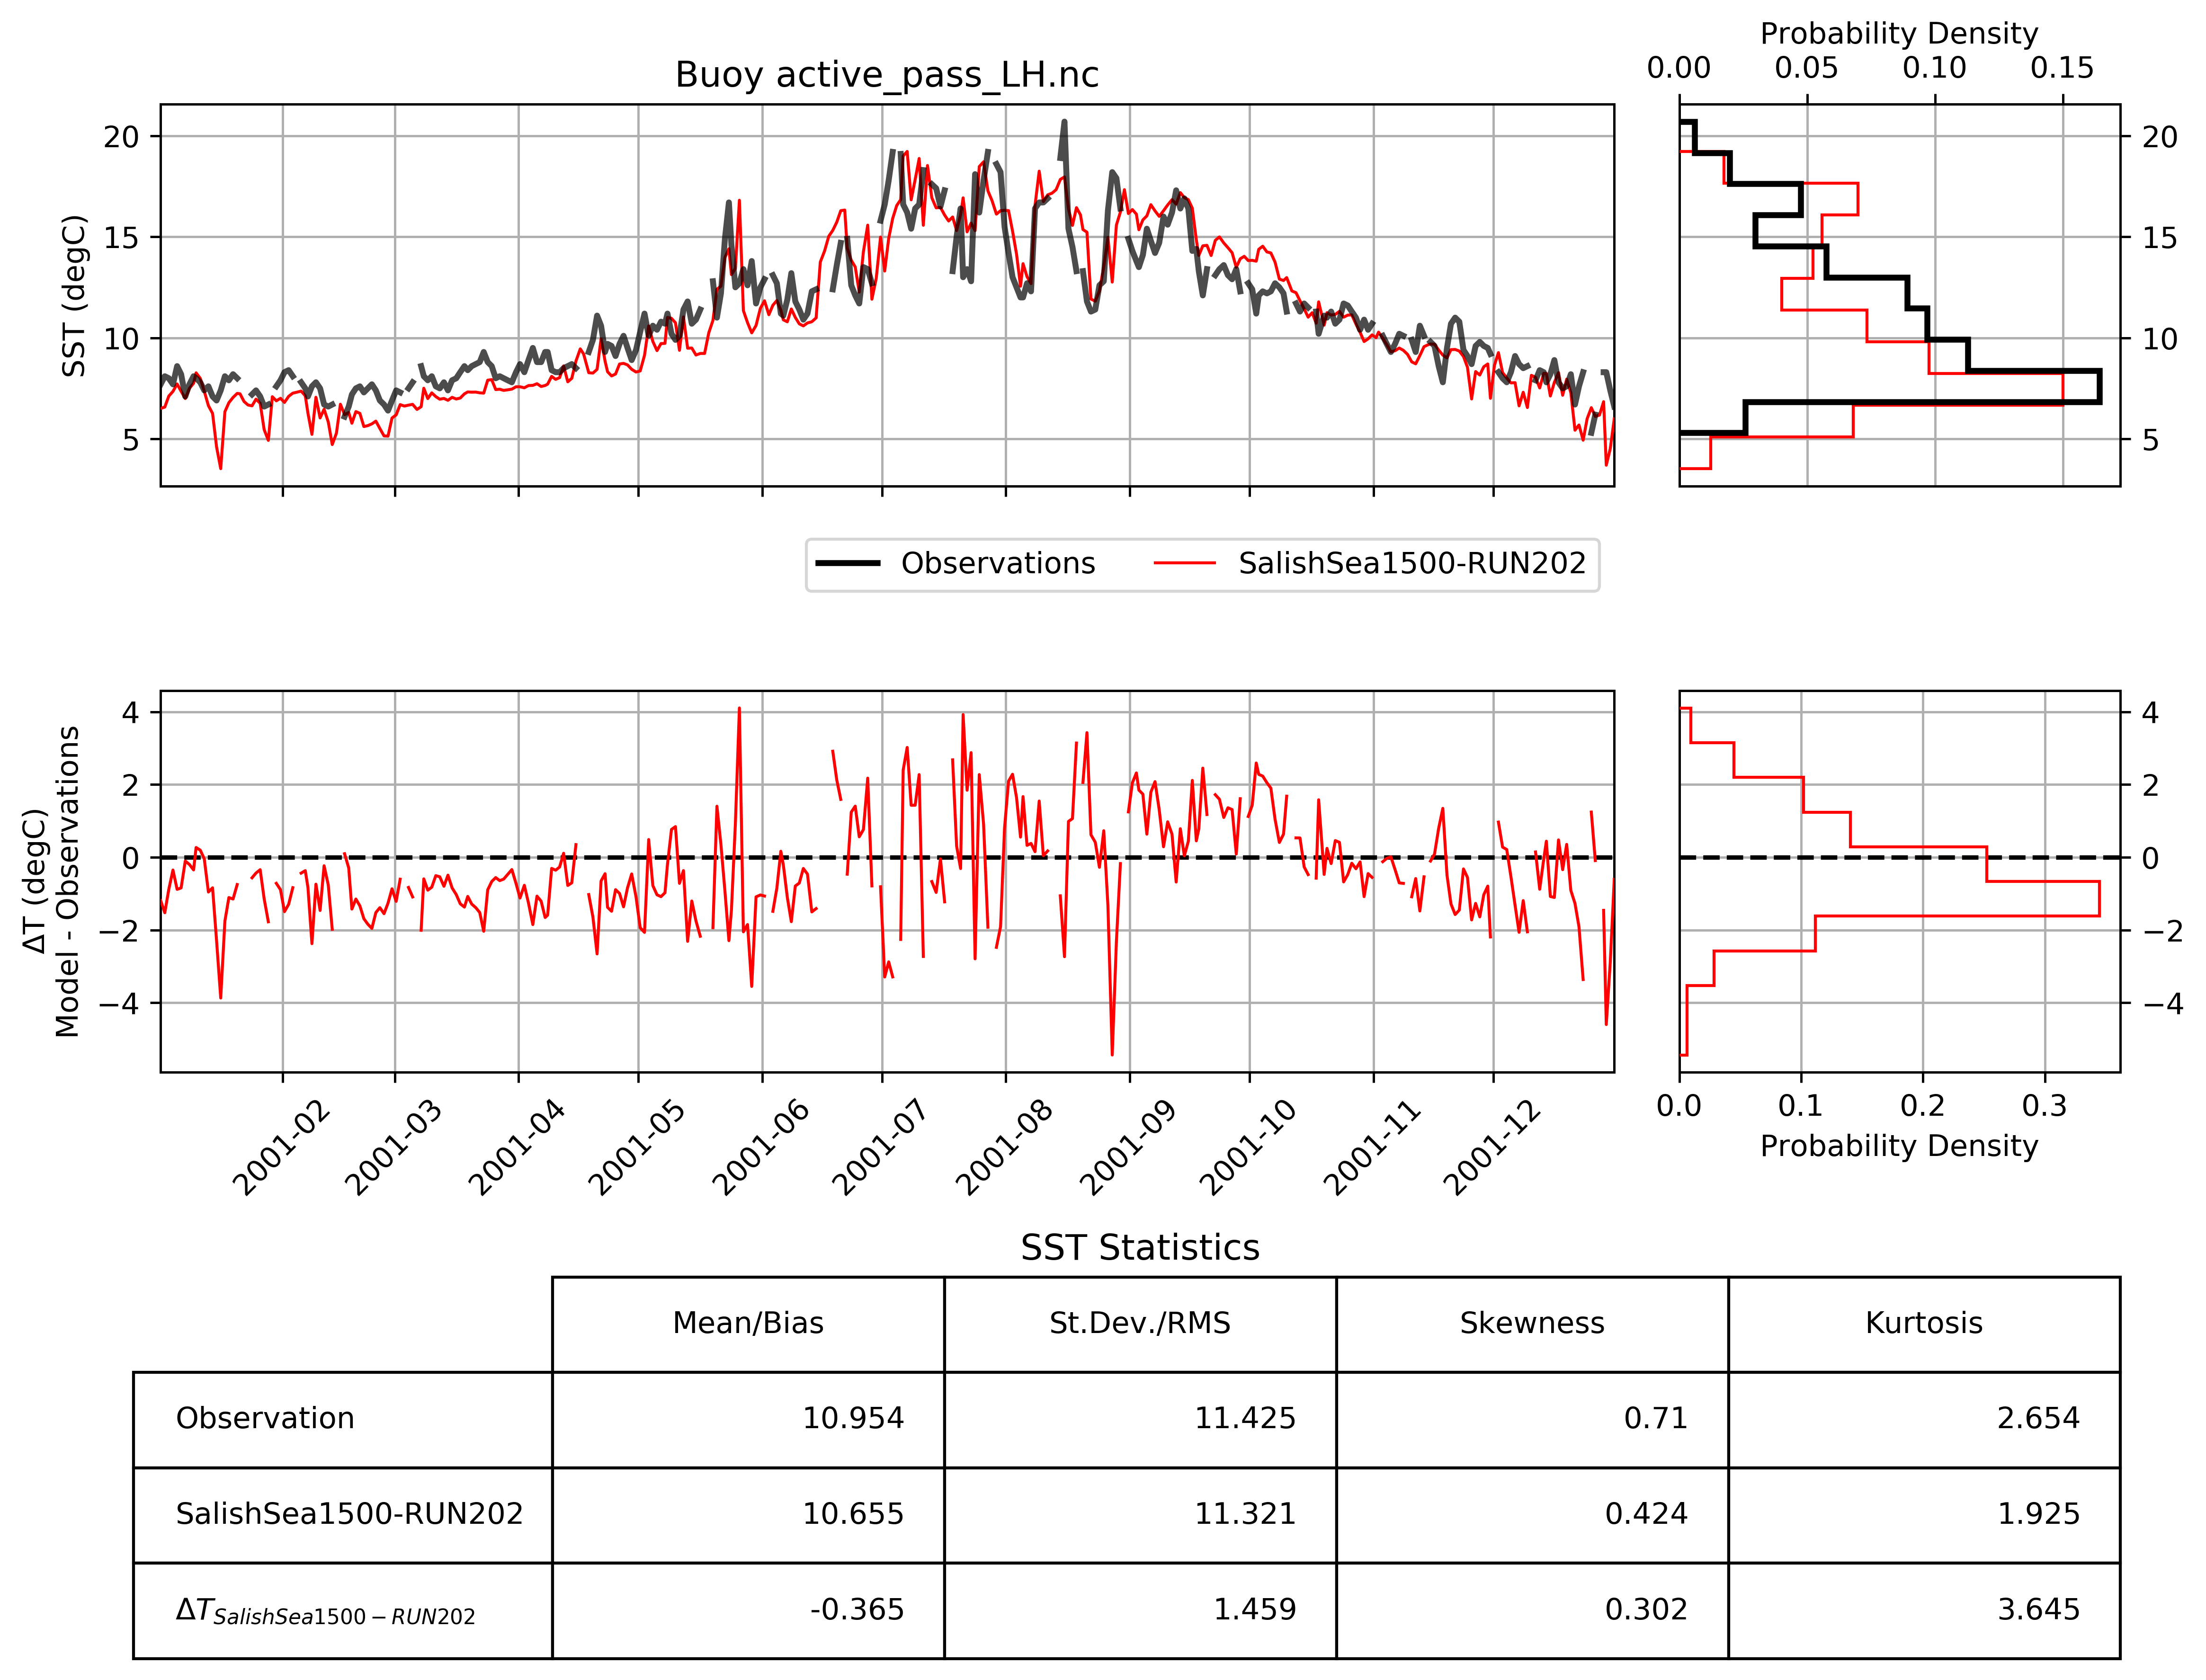 Probability Density
0.00 0.05 0.10 0.15
Buoy active_pass_LH.nc
SST (degC)
20
15
10
5
20
15
10
5
Observations SalishSea1500-RUN202
ΔT (degC)
Model - Observations
4
2
0
−2
−4
4
2
0
−2
−4
2001-02 2001-03 2001-04 2001-05 2001-06 2001-07 2001-08 2001-09 2001-10 2001-11 2001-12
0.0 0.1 0.2 0.3
Probability Density
SST Statistics
Mean/Bias St.Dev./RMS Skewness Kurtosis
Observation 10.954 11.425 0.71 2.654
SalishSea1500-RUN202 10.655 11.321 0.424 1.925
ΔT SalishSea1500−RUN202 -0.365 1.459 0.302 3.645